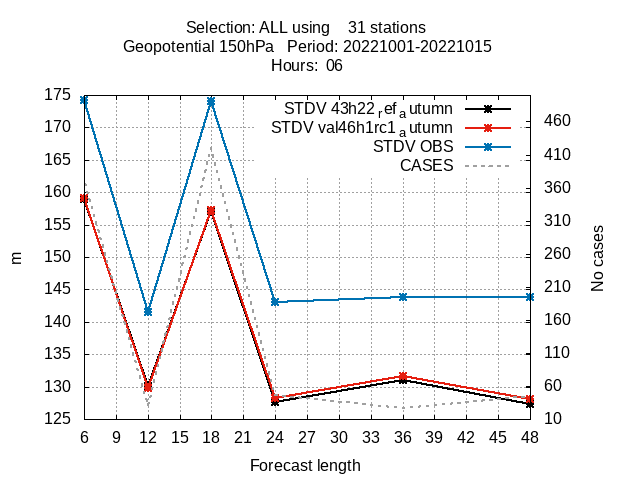 Selection: ALL using    31 stations
Geopotential 150hPa   Period: 20221001-20221015
Hours:  06
175
170
165
160
155
150
145
140
135
130
125
m
STDV 43h22ref autumn
STDV val46h1rc1autumn
STDV OBS
CASES
460
410
360
310
260
210
160
110
60
10
No cases
6 9 12 15 18 21 24 27 30 33 36 39 42 45 48
Forecast length